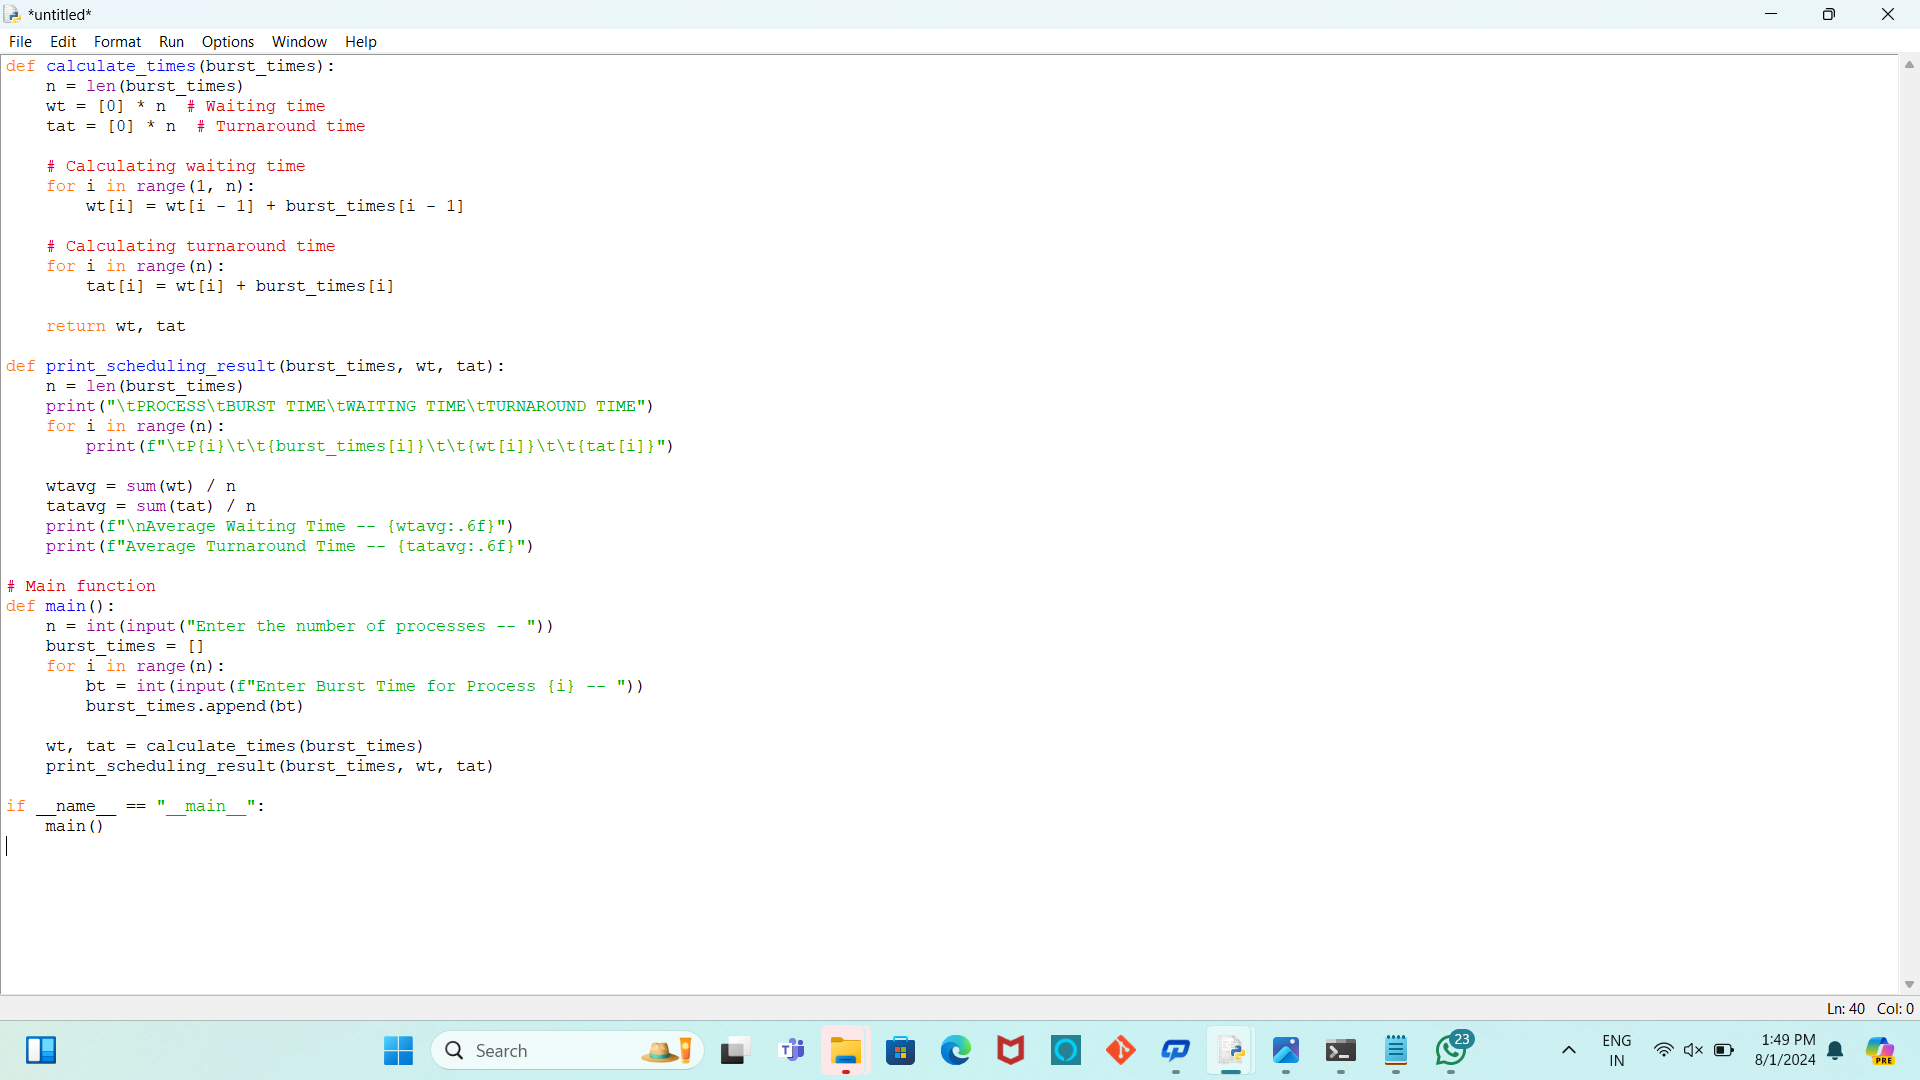 *untitled*
File Edit Format Run Options Window Help
def calculate_times(burst_times):
    n = len(burst_times)
    wt = [0] * n  # Waiting time
    tat = [0] * n  # Turnaround time

    # Calculating waiting time
    for i in range(1, n):
        wt[i] = wt[i - 1] + burst_times[i - 1]

    # Calculating turnaround time
    for i in range(n):
        tat[i] = wt[i] + burst_times[i]

    return wt, tat

def print_scheduling_result(burst_times, wt, tat):
    n = len(burst_times)
    print("\tPROCESS\tBURST TIME\tWAITING TIME\tTURNAROUND TIME")
    for i in range(n):
        print(f"\tP{i}\t\t{burst_times[i]}\t\t{wt[i]}\t\t{tat[i]}")

    wtavg = sum(wt) / n
    tatavg = sum(tat) / n
    print(f"\nAverage Waiting Time -- {wtavg:.6f}")
    print(f"Average Turnaround Time -- {tatavg:.6f}")

# Main function
def main():
    n = int(input("Enter the number of processes -- "))
    burst_times = []
    for i in range(n):
        bt = int(input(f"Enter Burst Time for Process {i} -- "))
        burst_times.append(bt)

    wt, tat = calculate_times(burst_times)
    print_scheduling_result(burst_times, wt, tat)

if __name__ == "__main__":
    main()
Ln: 40 Col: 0
Search
23
ENG
IN
1:49 PM
8/1/2024
PRE